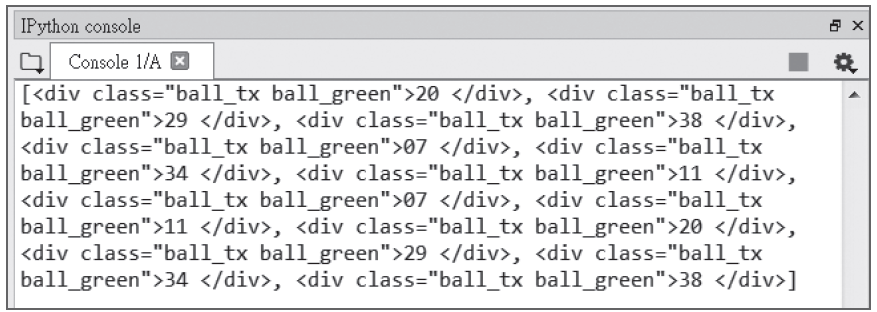 IPython console
Console 1/A
[<div class="ball_tx ball_green">20 </div>, <div class="ball_tx
ball_green">29 </div>, <div class="ball_tx ball_green">38 </div>,
<div class="ball_tx ball_green">07 </div>, <div class="ball_tx
ball_green">34 </div>, <div class="ball_tx ball_green">11 </div>,
<div class="ball_tx ball_green">07 </div>, <div class="ball_tx
ball_green">11 </div>, <div class="ball_tx ball_green">20 </div>,
<div class="ball_tx ball_green">29 </div>, <div class="ball_tx
ball_green">34 </div>, <div class="ball_tx ball_green">38 </div>]